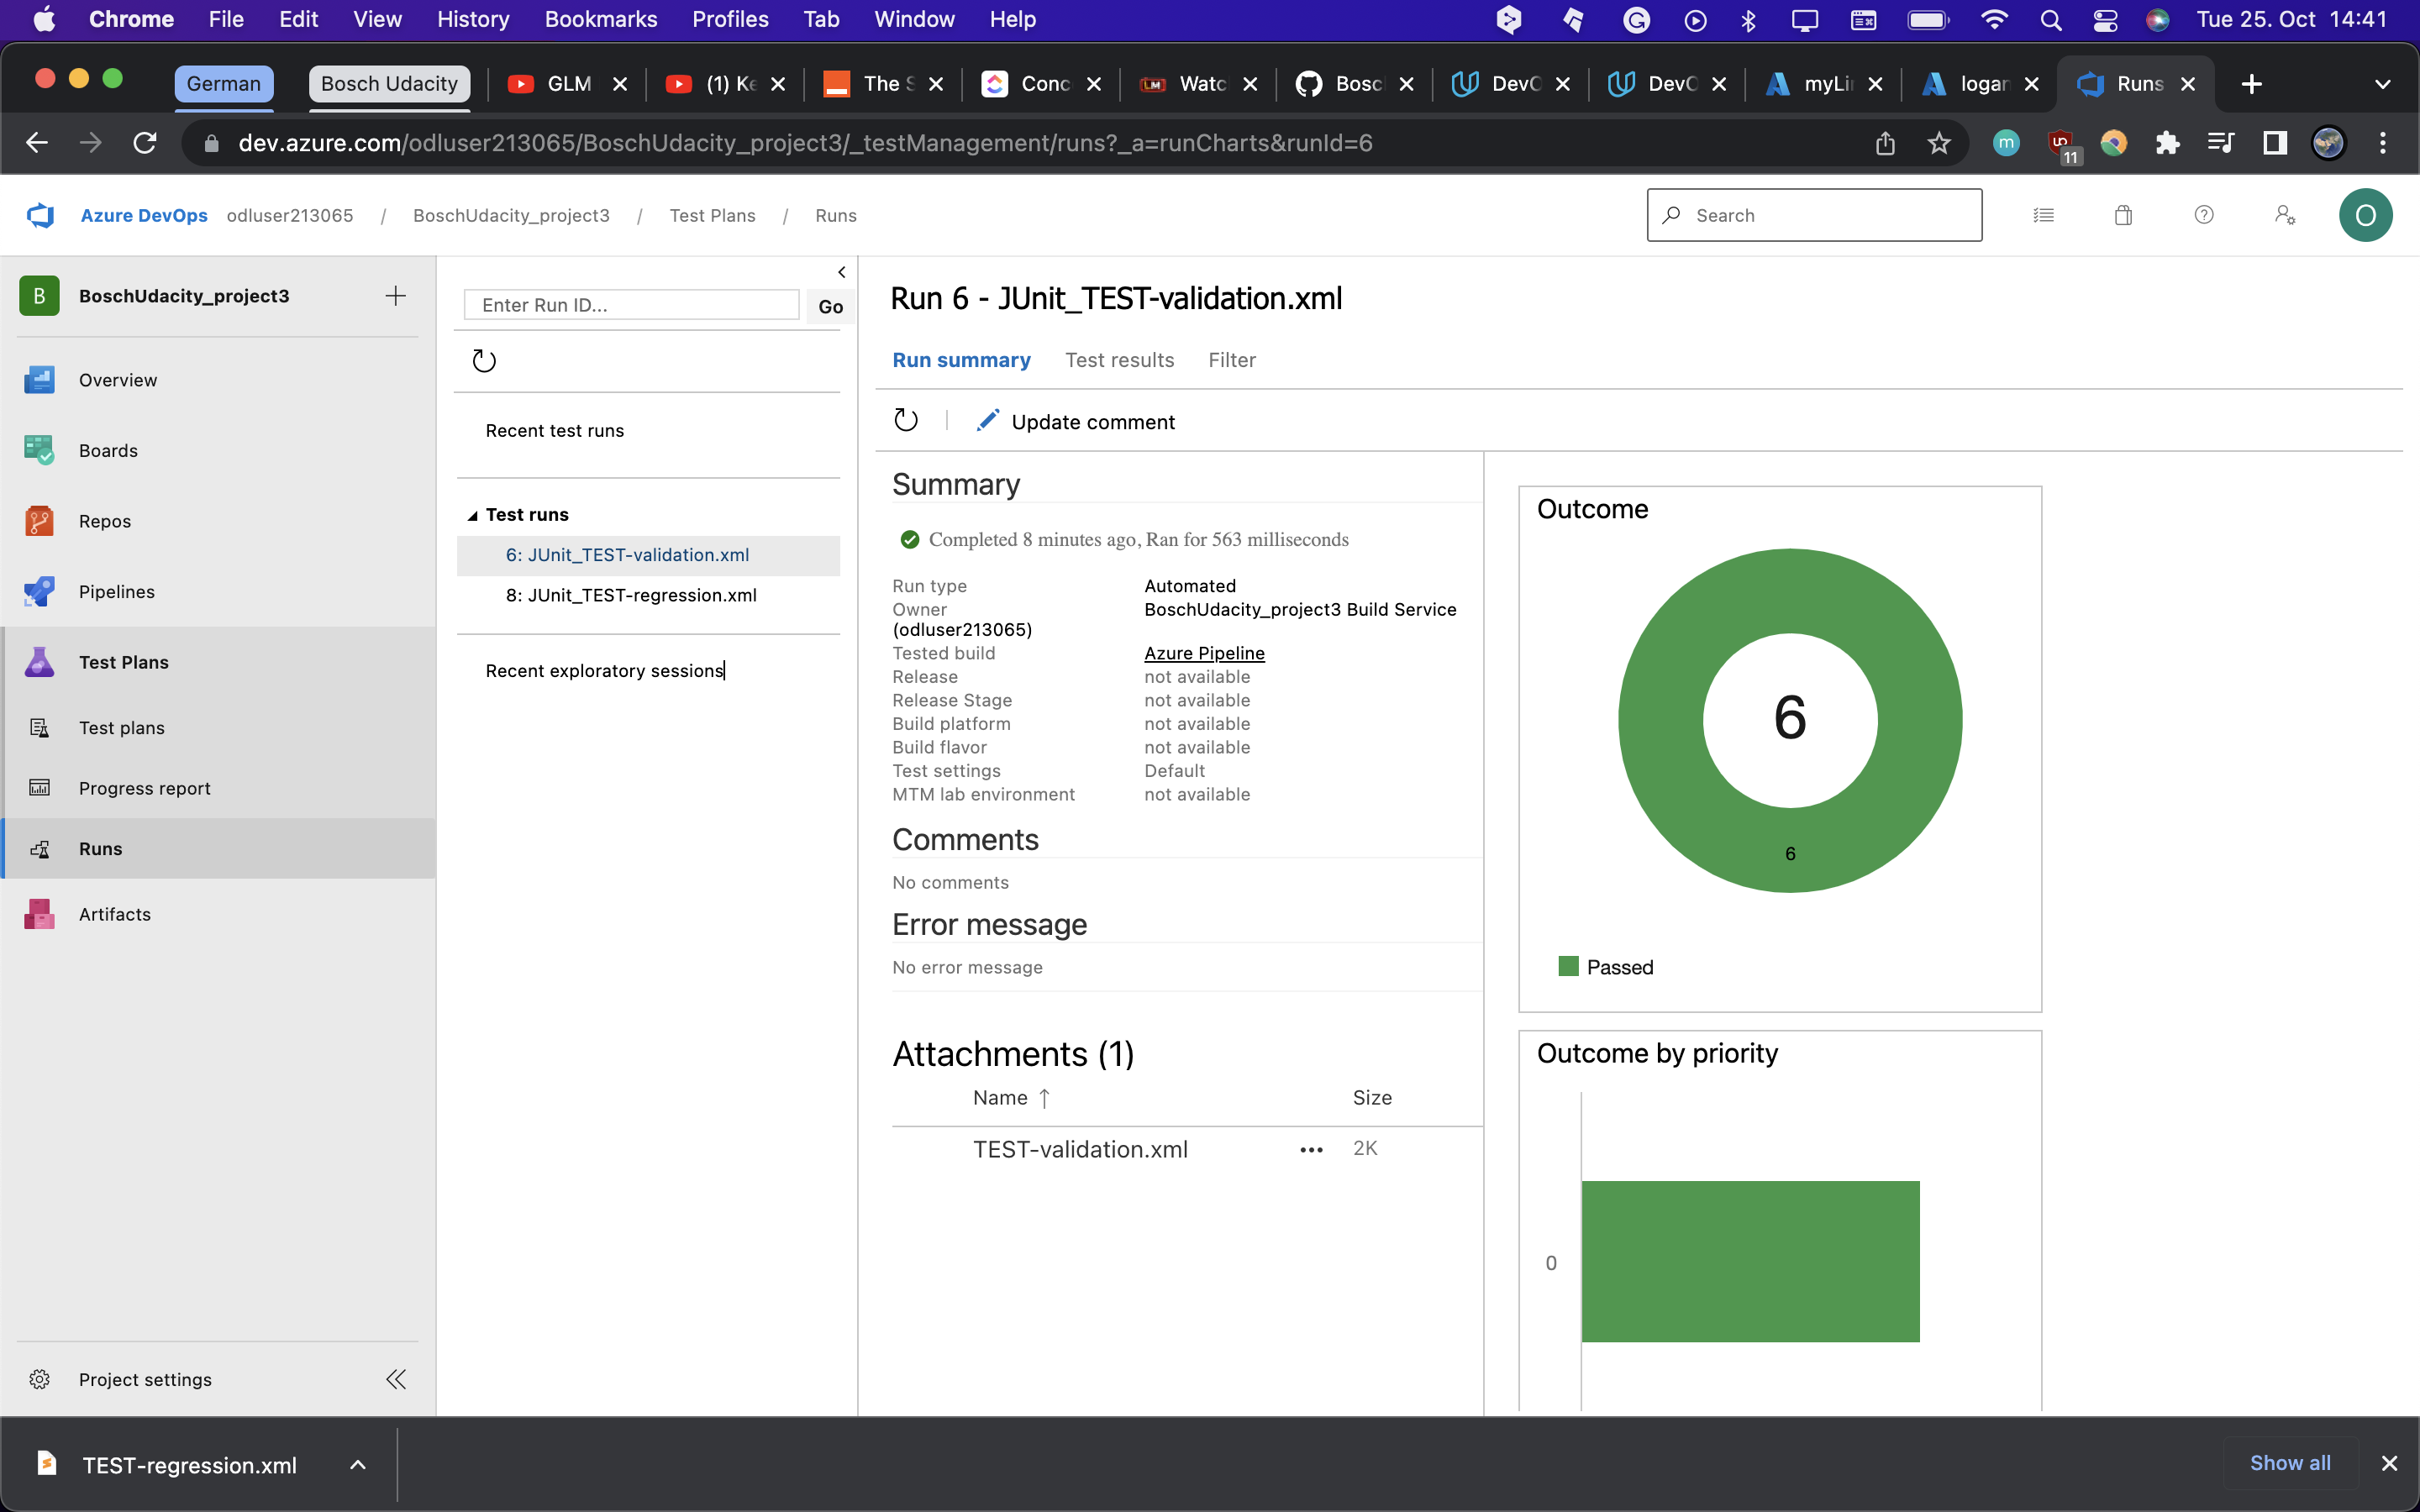 Chrome File Edit View History Bookmarks Profiles Tab Window Help Tue 25. Oct 14:41
German Bosch Udacity GLM (1) Ke The S Conc Watc Bosc DevO DevO myLi logan Runs
dev.azure.com/odluser213065/BoschUdacity_project3/_testManagement/runs?_a=runCharts&runId=6 m 11
Azure DevOps odluser213065 / BoschUdacity_project3 / Test Plans / Runs Search O
B BoschUdacity_project3
Overview
Boards
Repos
Pipelines
Test Plans
Test plans
Progress report
Runs
Artifacts
Project settings
Enter Run ID... Go
Recent test runs
Test runs
6: JUnit_TEST-validation.xml
8: JUnit_TEST-regression.xml
Recent exploratory sessions
Run 6 - JUnit_TEST-validation.xml
Run summary Test results Filter
Update comment
Summary
Completed 8 minutes ago, Ran for 563 milliseconds
Run type Automated
Owner BoschUdacity_project3 Build Service
(odluser213065)
Tested build Azure Pipeline
Release not available
Release Stage not available
Build platform not available
Build flavor not available
Test settings Default
MTM lab environment not available
Comments
No comments
Error message
No error message
Attachments (1)
Name ↑ Size
TEST-validation.xml ••• 2K
Outcome
6
6
Passed
Outcome by priority
0
TEST-regression.xml Show all